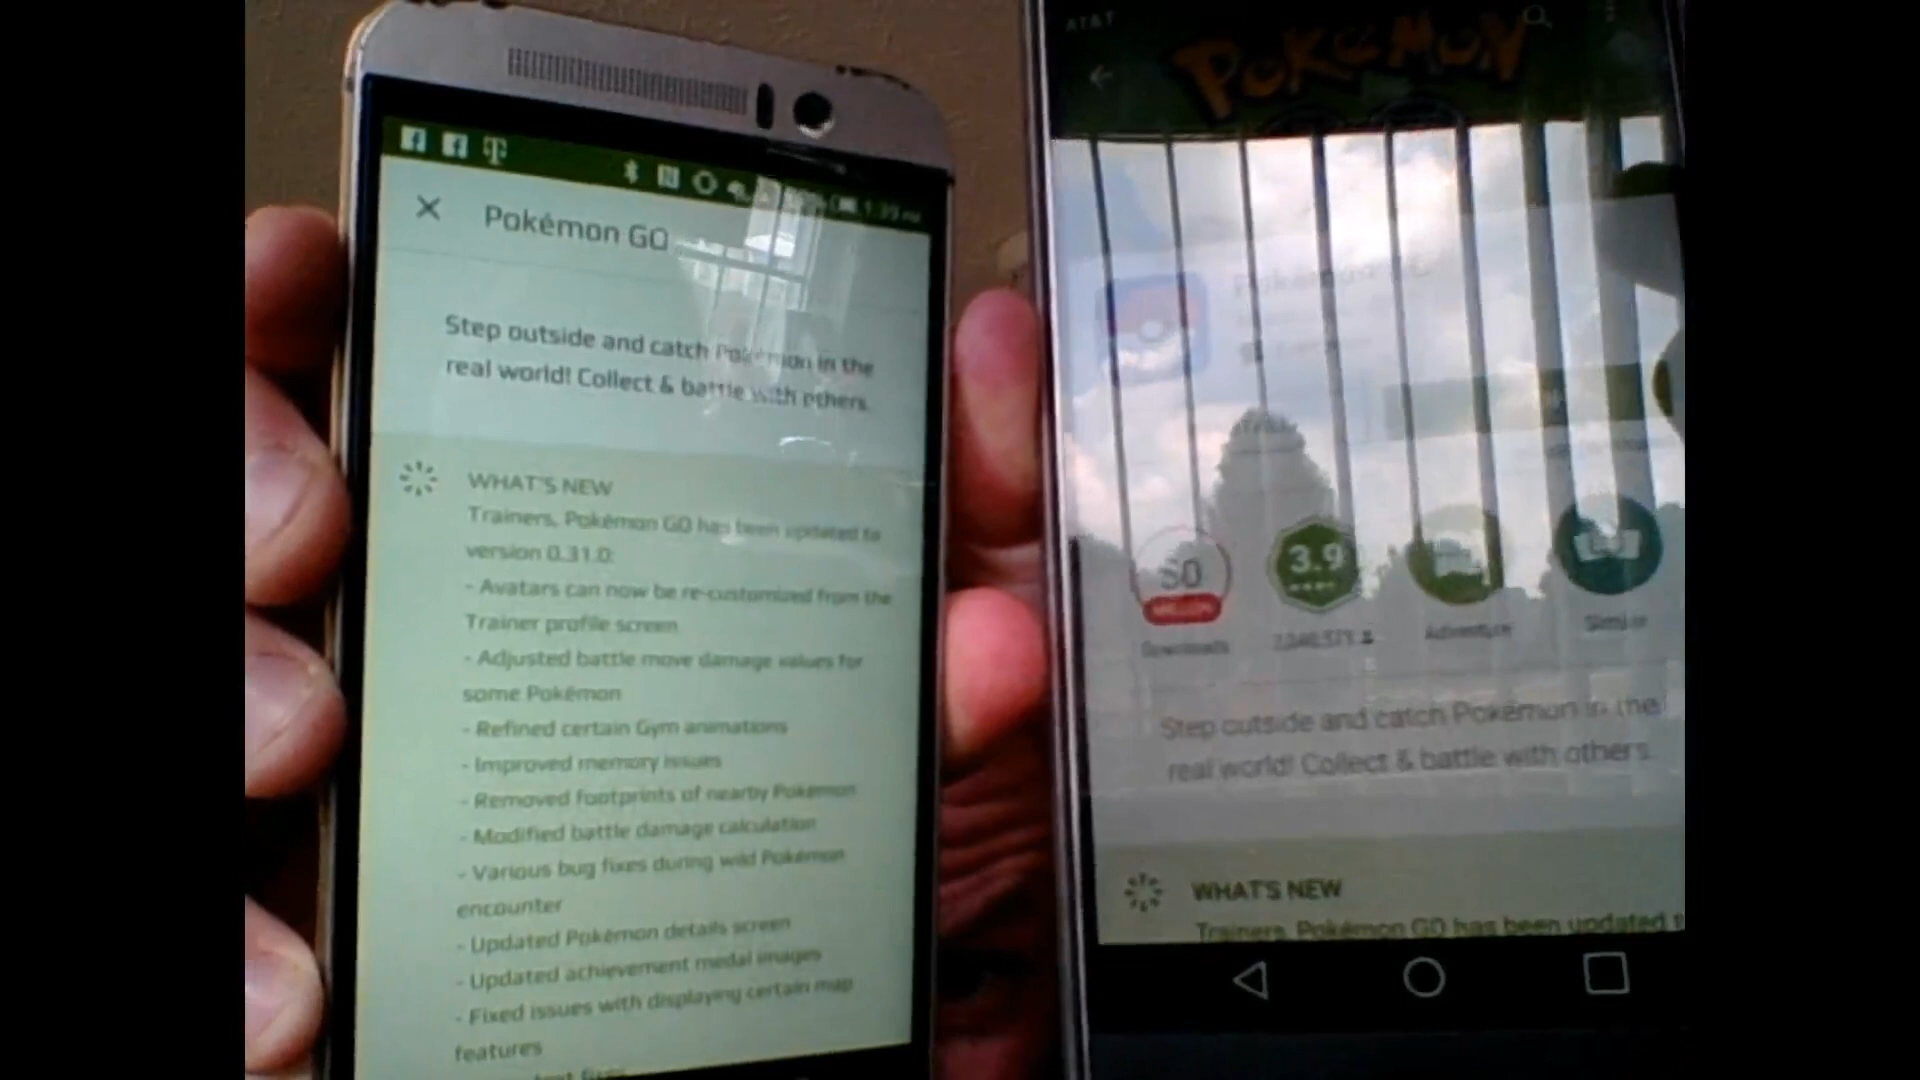 1:39
Pokémon GO
Step outside and catch Pokémon in the
real world! Collect & battle with others.
WHAT'S NEW
Trainers, Pokémon GO has been updated to
version 0.31.0:
- Avatars can now be re-customized from the
Trainer profile screen
- Adjusted battle move damage values for
some Pokémon
- Refined certain Gym animations
- Improved memory issues
- Removed footprints of nearby Pokémon
- Modified battle damage calculation
- Various bug fixes during wild Pokémon
encounter
- Updated Pokémon details screen
- Updated achievement medal images
- Fixed issues with displaying certain map
features
AT&T
POKÉMON
50
MILLION
Downloads
3.9
Adventure
Similar
Step outside and catch Pokémon in the
real world! Collect & battle with others.
WHAT'S NEW
Trainers, Pokémon GO has been updated